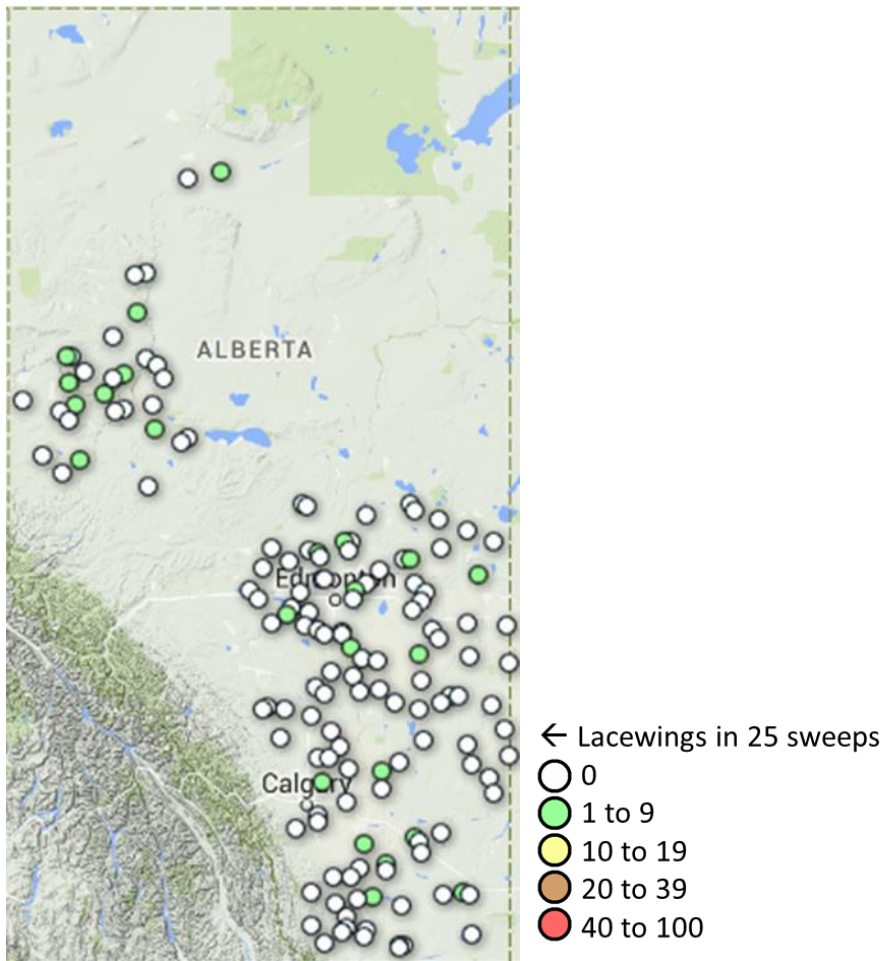 ALBERTA
Edmonton
Calgary
← Lacewings in 25 sweeps
0
1 to 9
10 to 19
20 to 39
40 to 100